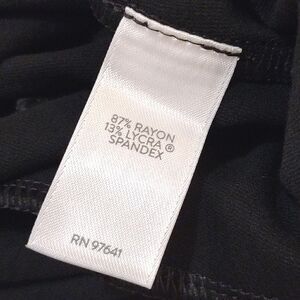 87% RAYON
13% LYCRA ®
SPANDEX
RN 97641